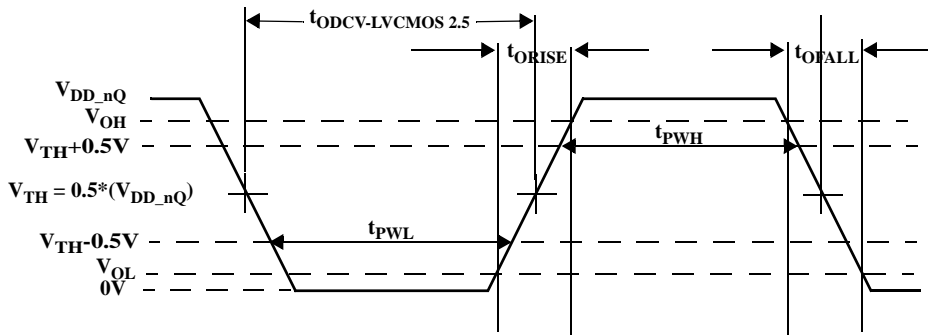 tODCV-LVCMOS 2.5
tORISE
tOFALL
VDD_nQ
VOH
VTH+0.5V
tPWH
VTH = 0.5*(VDD_nQ)
VTH-0.5V
tPWL
VOL
0V